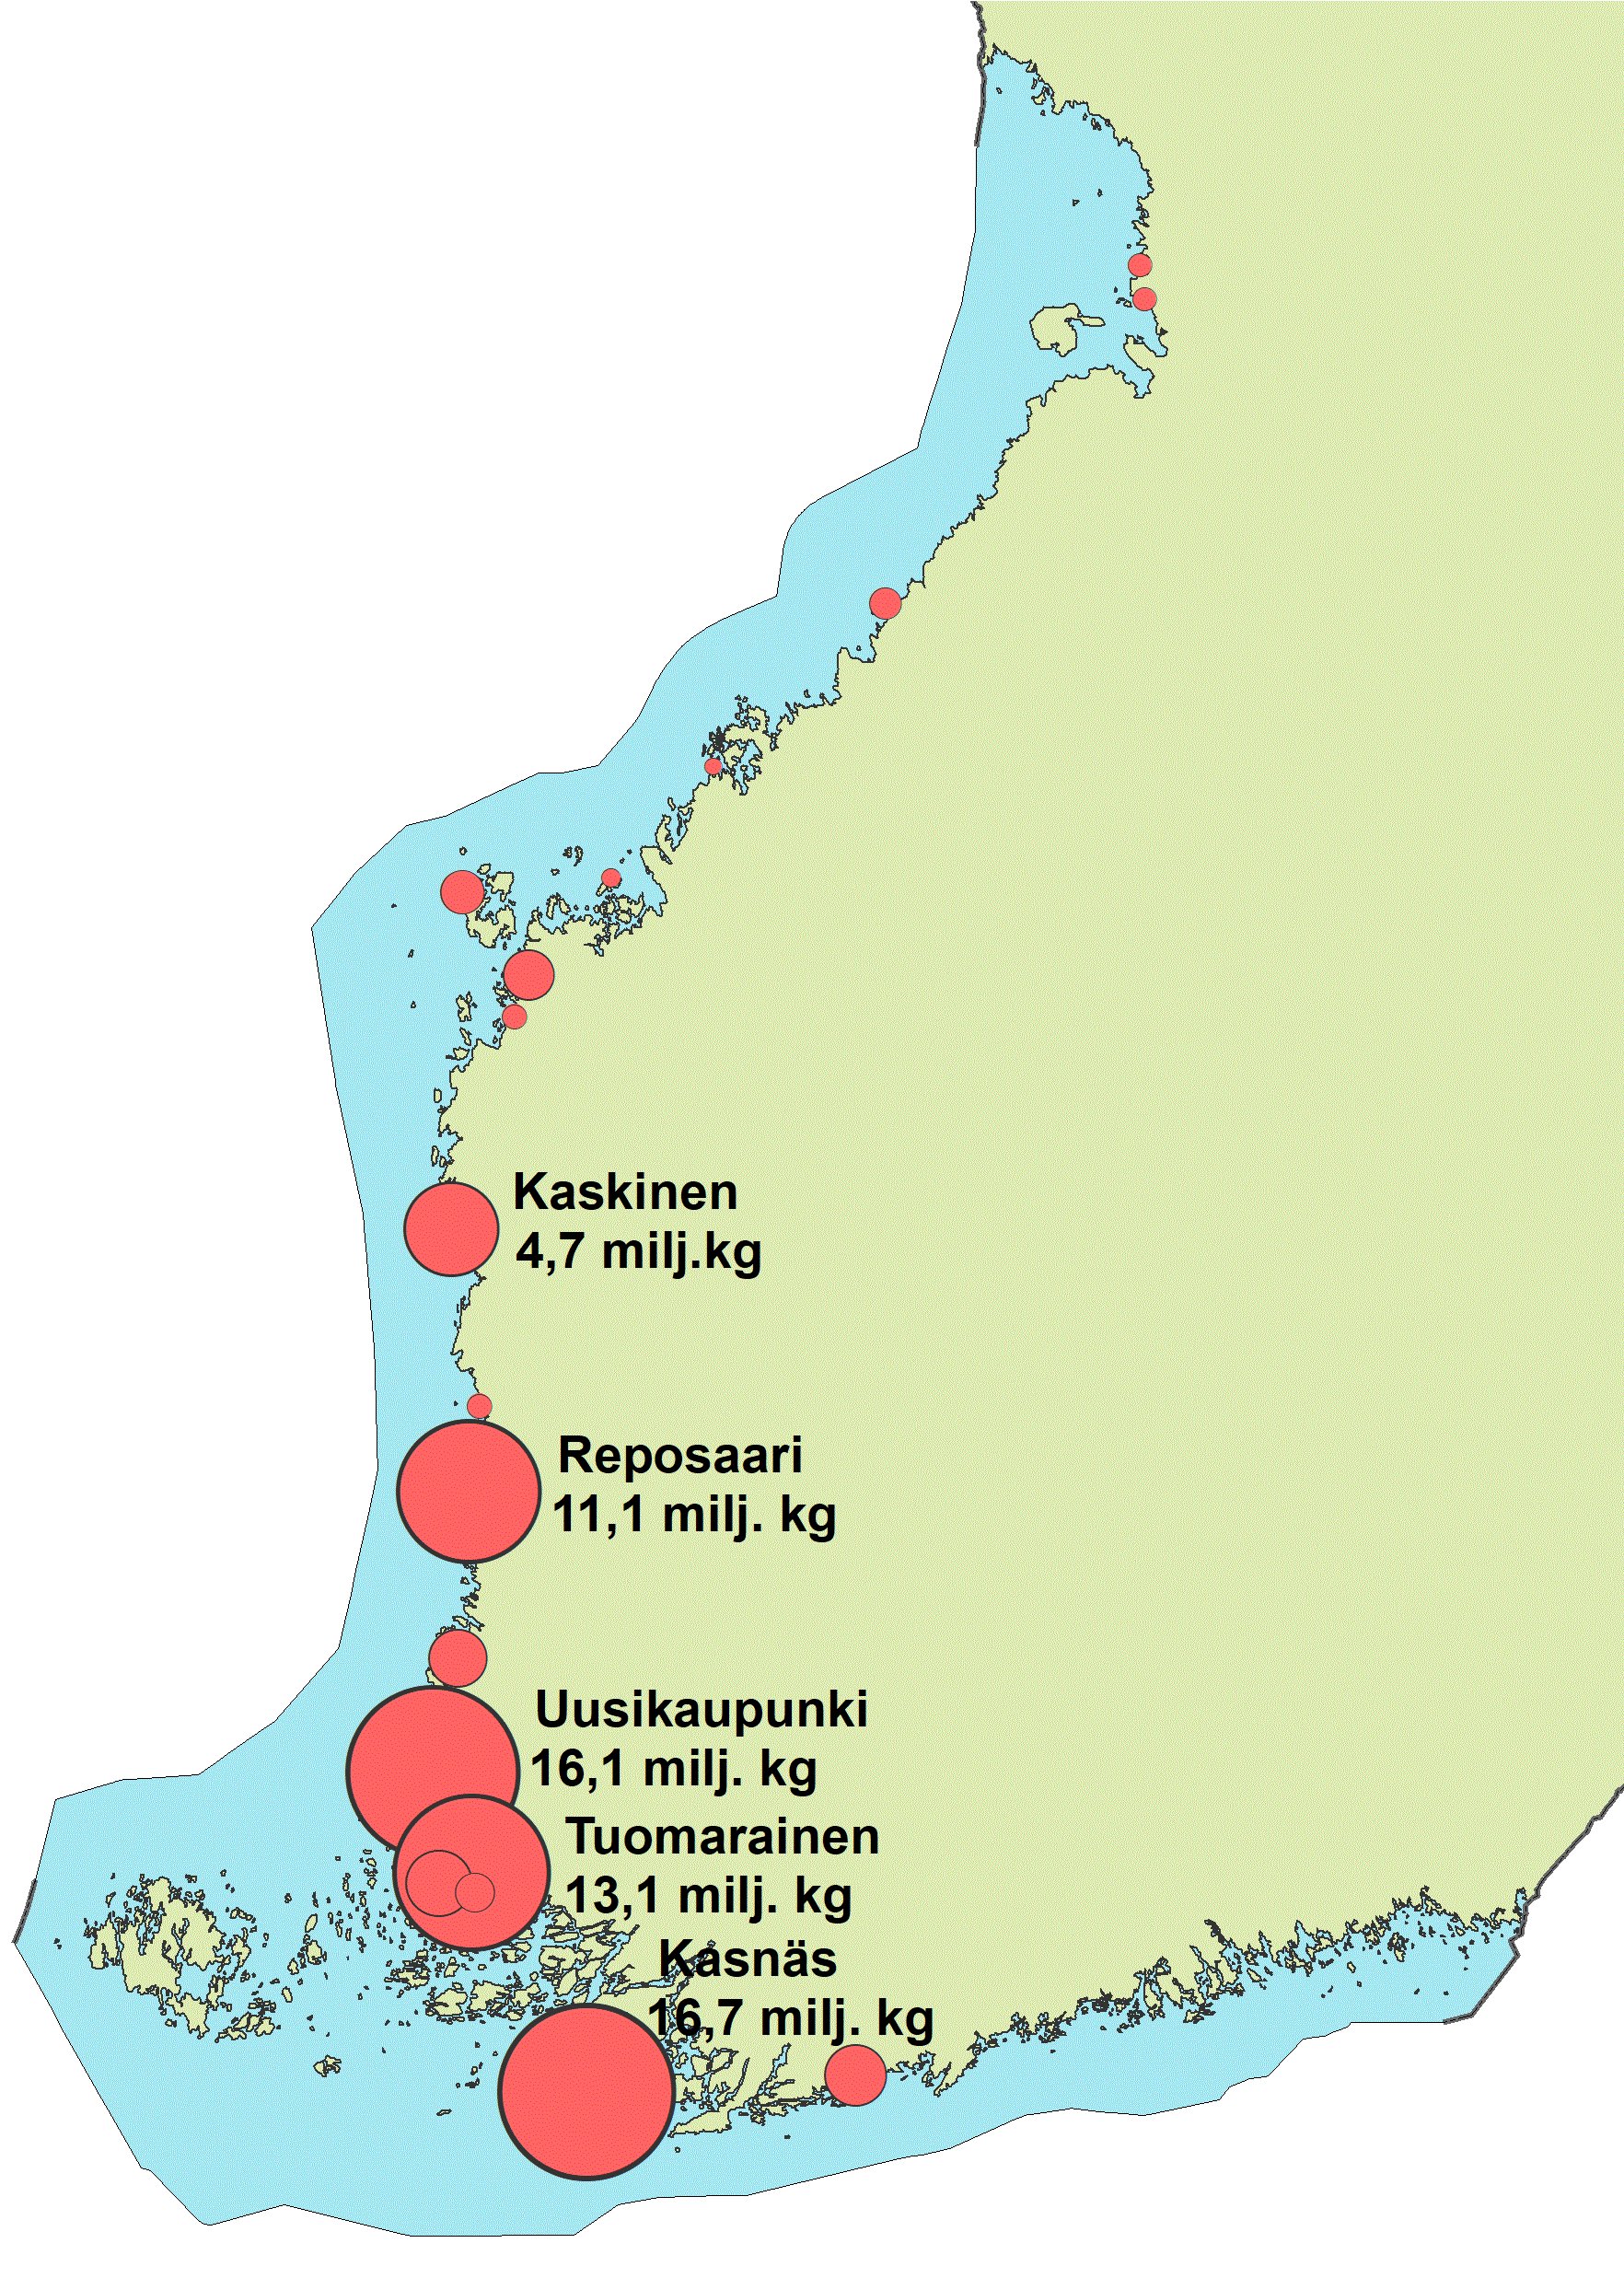 Kaskinen
4,7 milj.kg
Reposaari
11,1 milj. kg
Uusikaupunki
16,1 milj. kg
Tuomarainen
13,1 milj. kg
Kasnäs
16,7 milj. kg